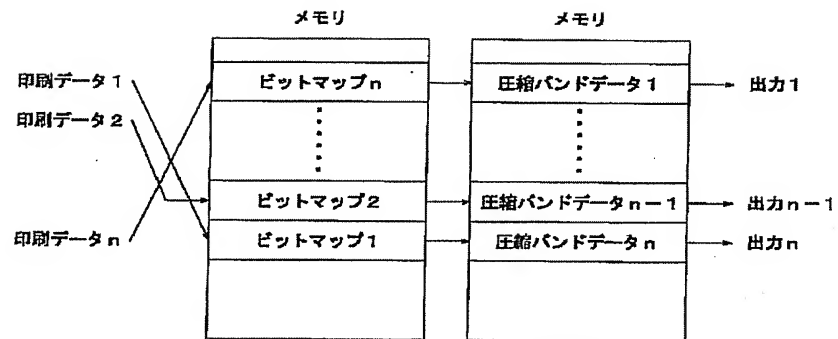 メモリ メモリ
印刷データ1 ビットマップn 圧縮バンドデータ1 出力1
印刷データ2
ビットマップ2 圧縮バンドデータn−1 出力n−1
印刷データn ビットマップ1 圧縮バンドデータn 出力n